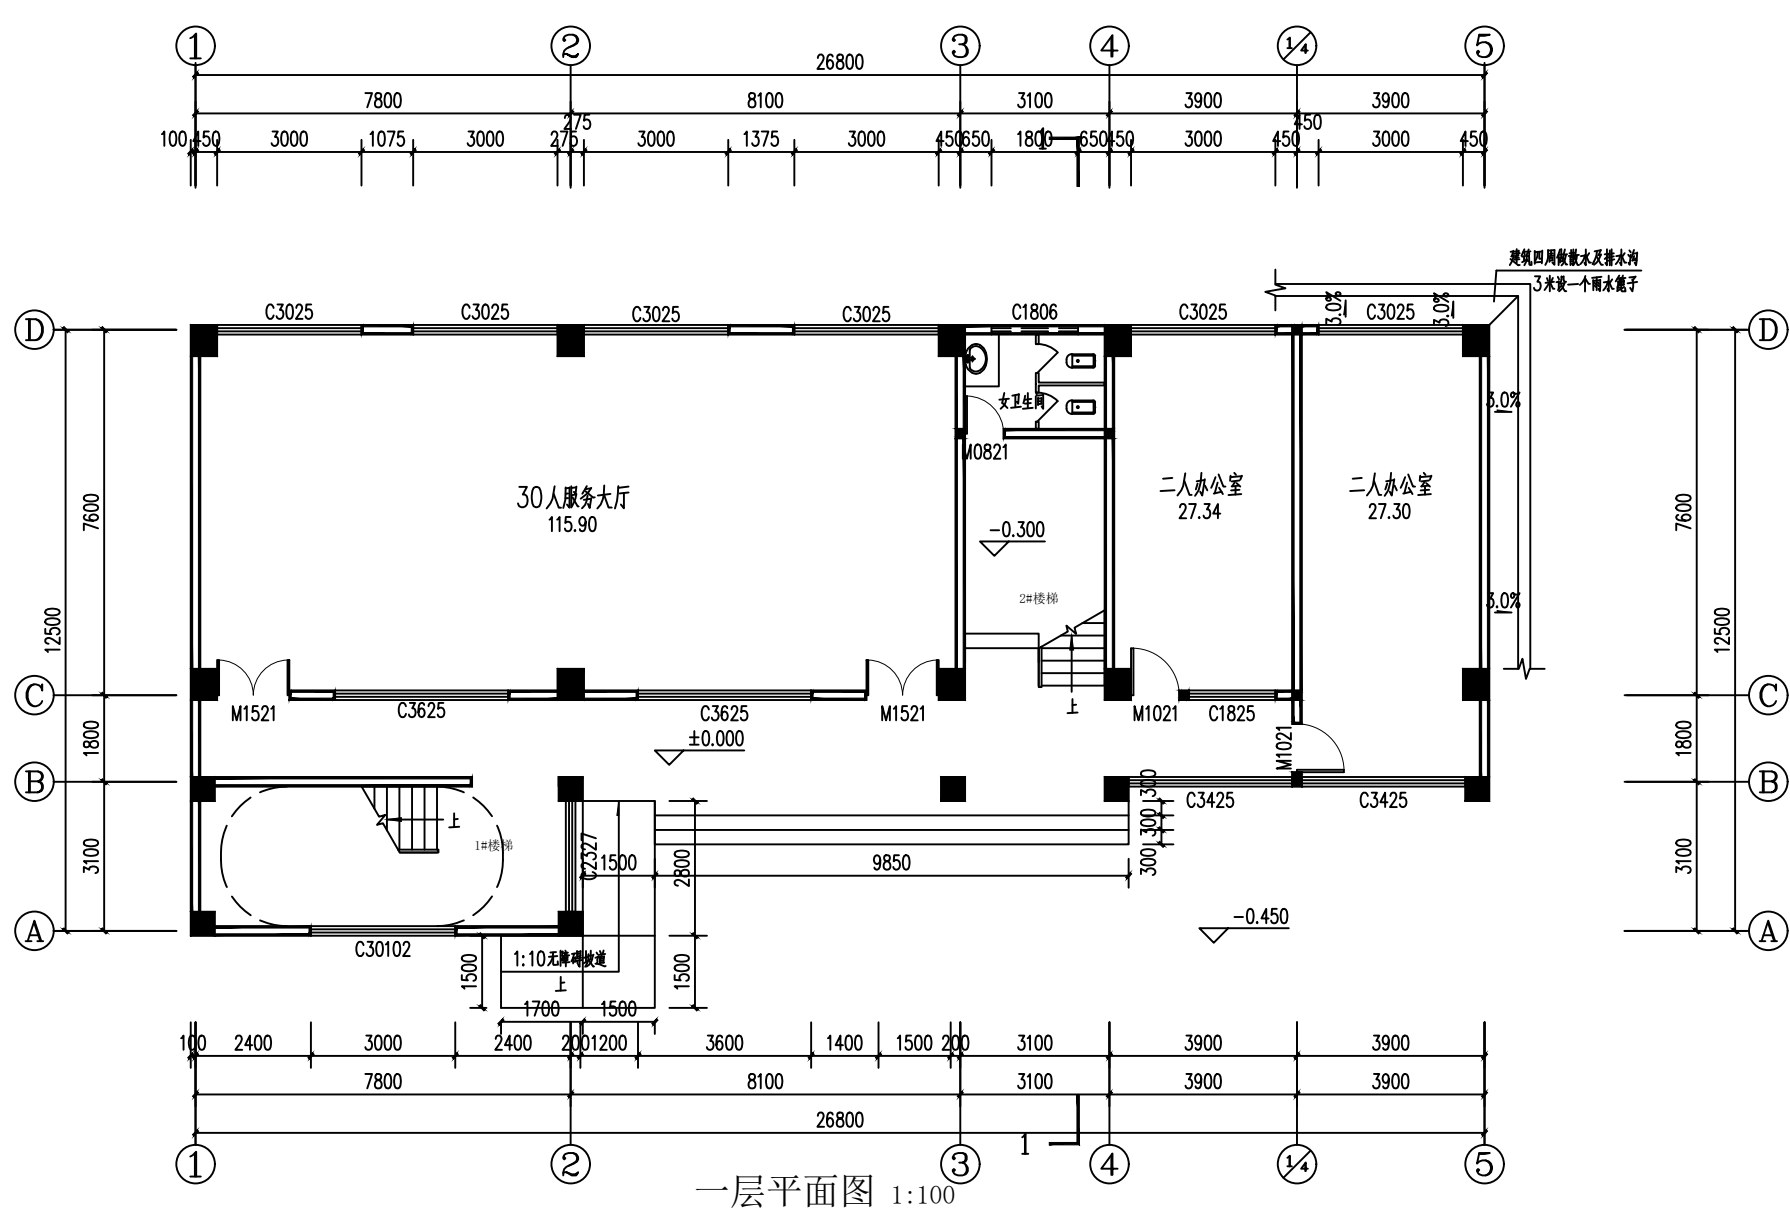 1 2 3 4 1/4 5
26800
7800 8100 3100 3900 3900
275 450
100 450 3000 1075 3000 275 3000 1375 3000 450 650 1800 650 450 3000 450 3000 450
1
建筑四周做散水及排水沟
3米设一个雨水篦子
C3025 C3025 C3025 C3025 C1806 C3025 3.0% C3025 3.0%
D D
女卫生间
3.0%
M0821
30人服务大厅
115.90
二人办公室
27.34
二人办公室
27.30
7600 7600
-0.300
2#楼梯
3.0%
12500 12500
C C
M1521 C3625 C3625 M1521 上 M1021 C1825
±0.000
M1021
1800 1800
B B
300
C3425 C3425
上
1#楼梯
300
C2327
1500 2800 9850 300
3100 3100
A A
-0.450
C30102
1:10无障碍坡道
上
1500 1500
1700 1500
100 2400 3000 2400 200 1200 3600 1400 1500 200 3100 3900 3900
7800 8100 3100 3900 3900
26800
1
1 2 3 4 1/4 5
一层平面图 1:100